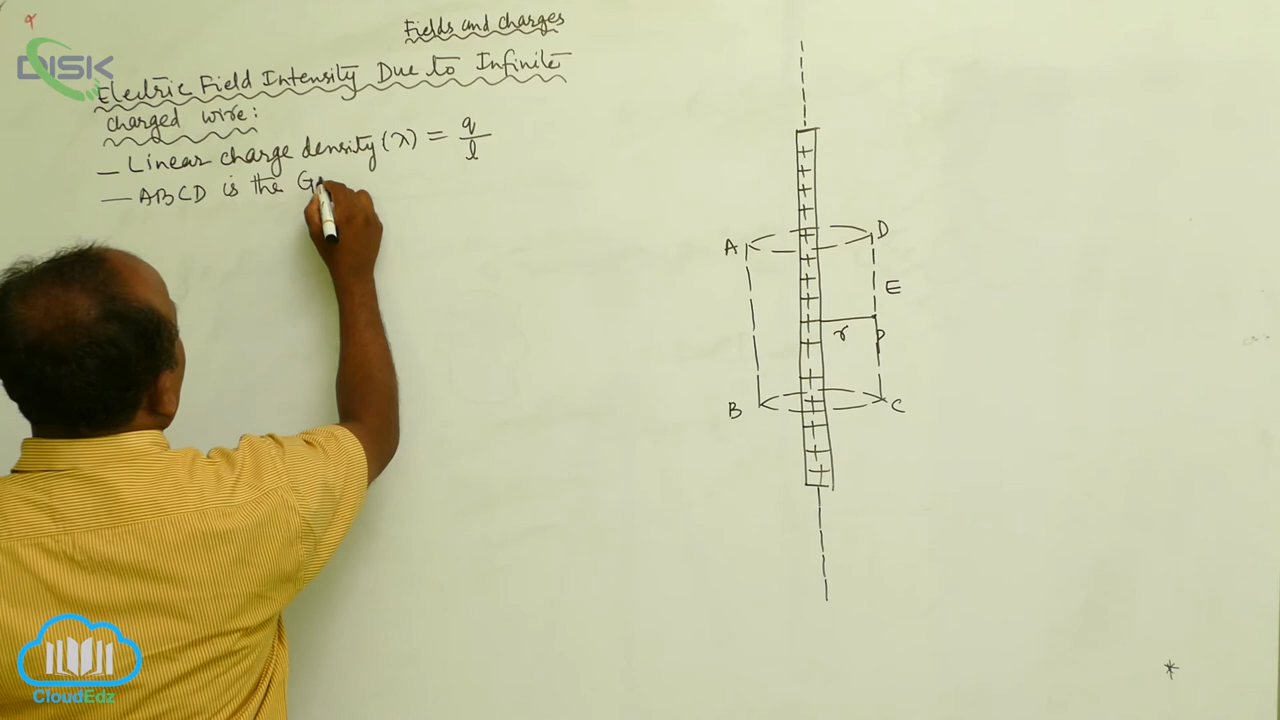 9
DISK
Fields and charges
Electric Field Intensity Due to Infinite
charged wire:
— Linear charge density (λ) = q/l
— ABCD is the G
A
D
E
r
P
B
C
*
CloudEdz